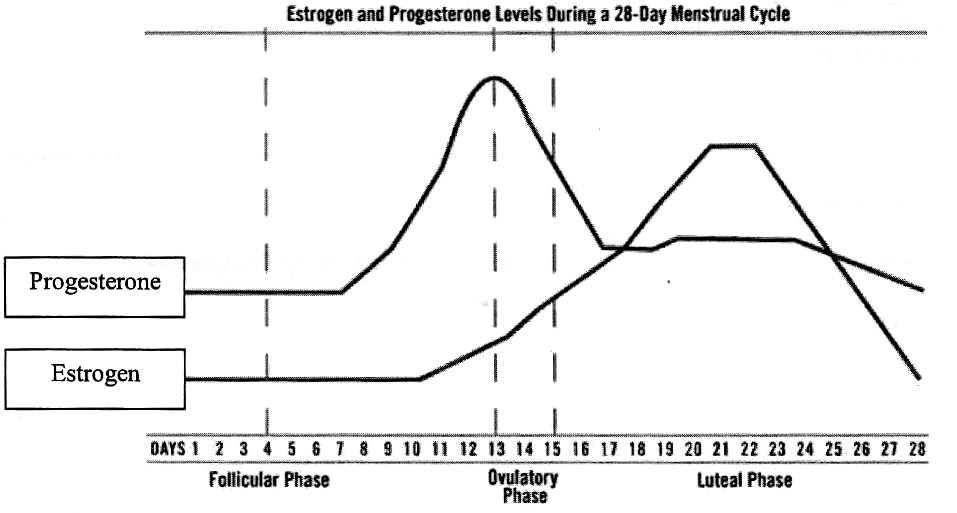 Estrogen and Progesterone Levels During a 28-Day Menstrual Cycle
Progesterone
Estrogen
DAYS 1 2 3 4 5 6 7 8 9 10 11 12 13 14 15 16 17 18 19 20 21 22 23 24 25 26 27 28
Follicular Phase
Ovulatory
Phase
Luteal Phase